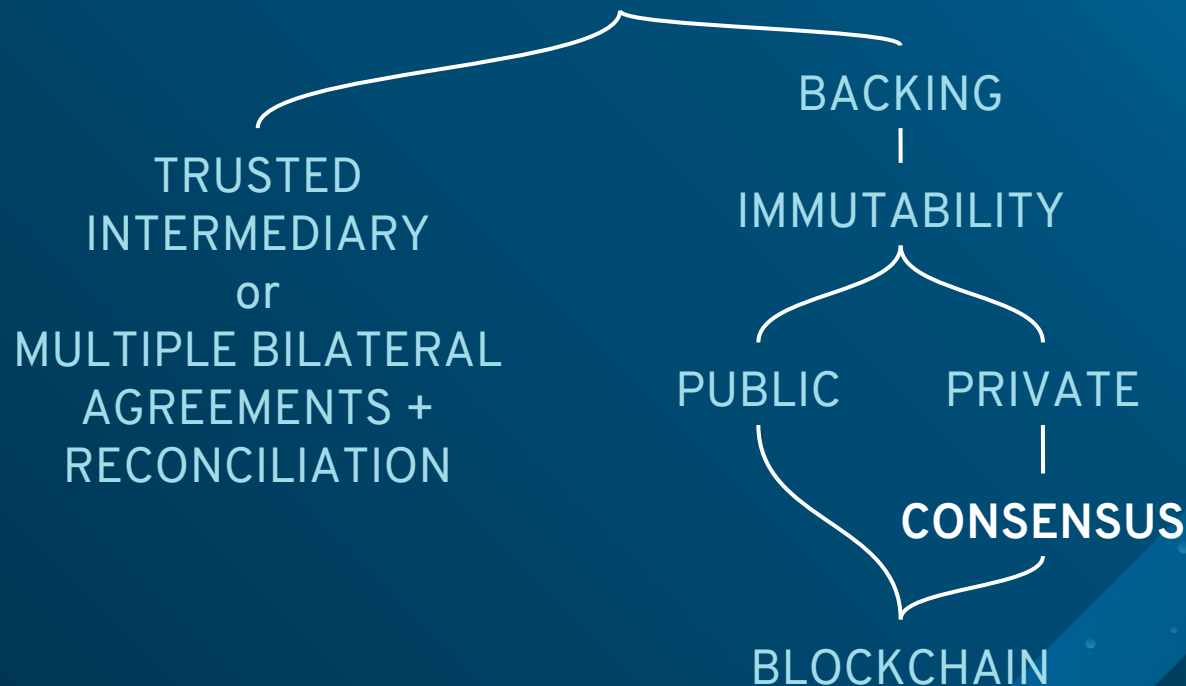 BACKING
TRUSTED
INTERMEDIARY
or
MULTIPLE BILATERAL
AGREEMENTS +
RECONCILIATION
IMMUTABILITY
PUBLIC
PRIVATE
CONSENSUS
BLOCKCHAIN